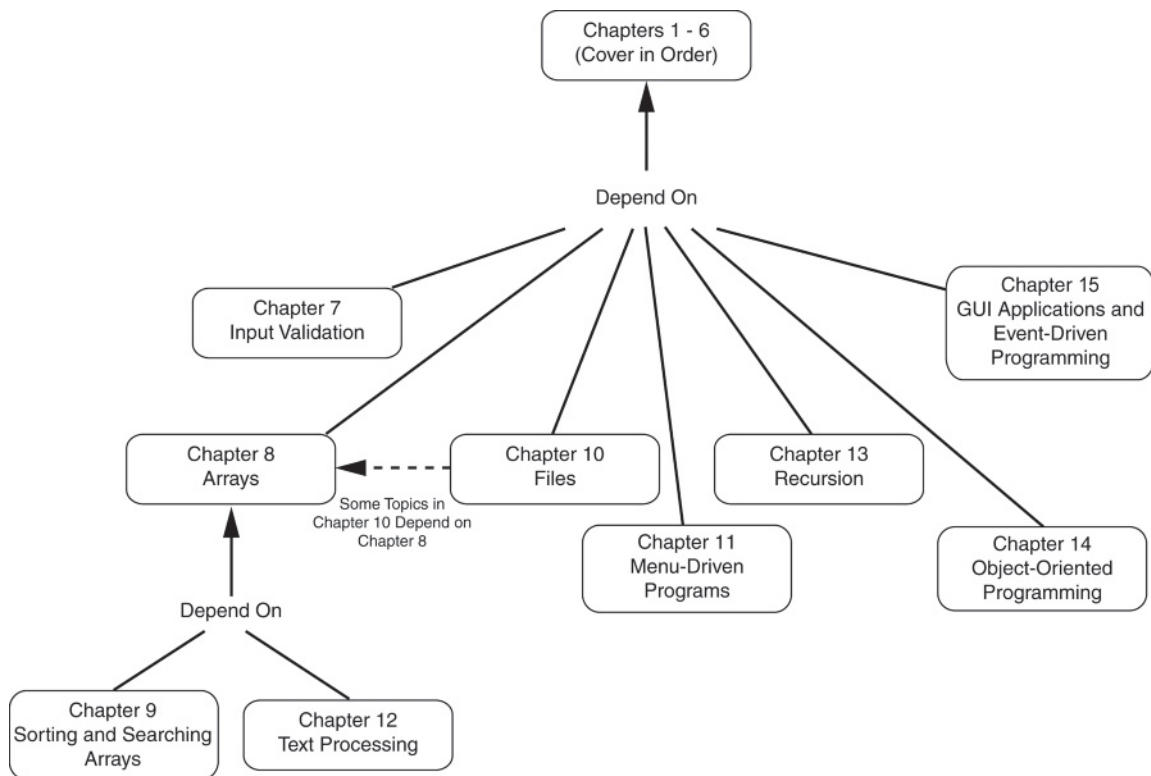 Chapters 1 - 6
(Cover in Order)
Depend On
Chapter 7
Input Validation
Chapter 15
GUI Applications and
Event-Driven
Programming
Chapter 8
Arrays
Some Topics in
Chapter 10 Depend on
Chapter 8
Chapter 10
Files
Chapter 13
Recursion
Chapter 11
Menu-Driven
Programs
Chapter 14
Object-Oriented
Programming
Depend On
Chapter 9
Sorting and Searching
Arrays
Chapter 12
Text Processing